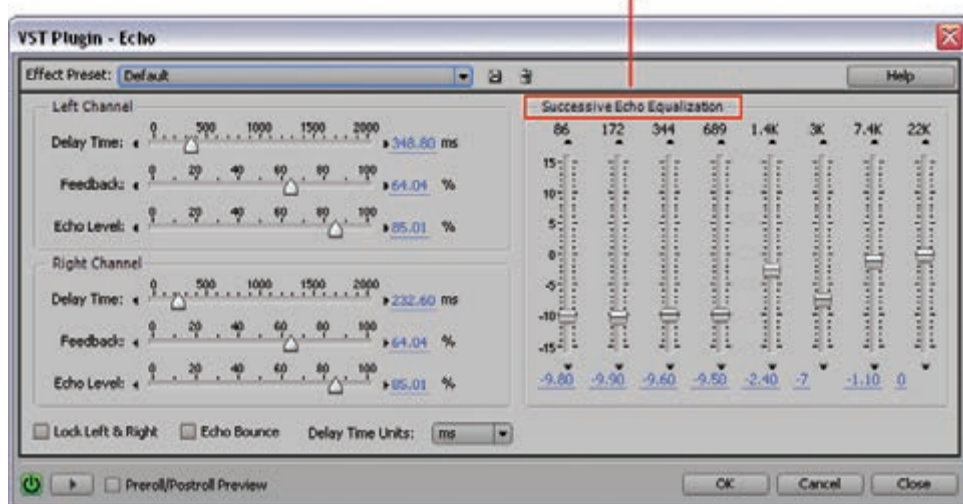 VST Plugin - Echo
Effect Preset: Default Help
Left Channel
Delay Time: 0 500 1000 1500 2000 348.80 ms
Feedback: 0 20 40 60 80 100 64.04 %
Echo Level: 0 20 40 60 80 100 85.01 %
Right Channel
Delay Time: 0 500 1000 1500 2000 232.60 ms
Feedback: 0 20 40 60 80 100 64.04 %
Echo Level: 0 20 40 60 80 100 85.01 %
Successive Echo Equalization
86 172 344 689 1.4K 3K 7.4K 22K
15
10
5
0
-5
-10
-15
-9.80 -9.90 -9.60 -9.50 -2.40 -7 -1.10 0
Lock Left & Right Echo Bounce Delay Time Units: ms
Preroll/Postroll Preview OK Cancel Close